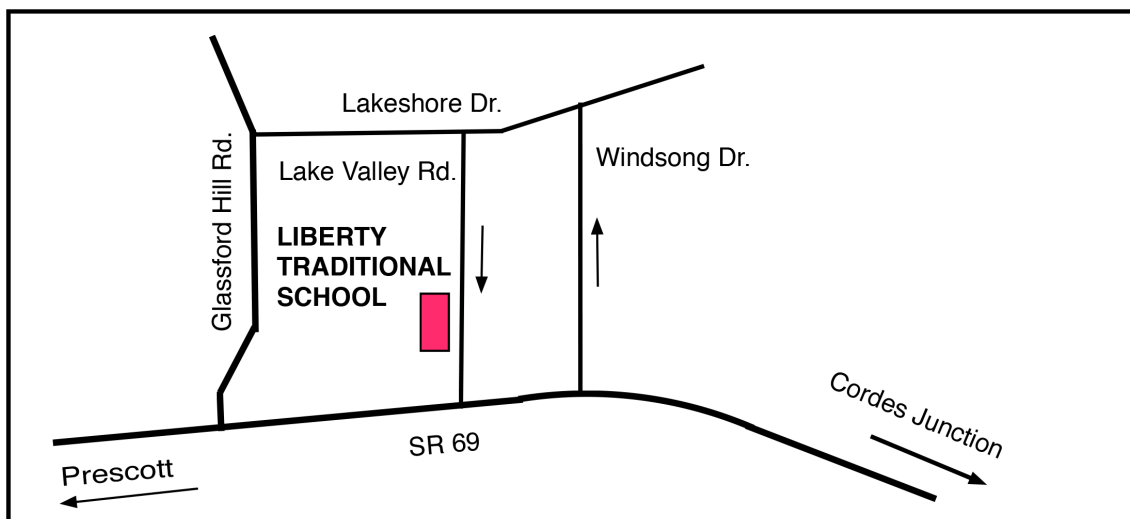 Lakeshore Dr.
Windsong Dr.
Lake Valley Rd.
Glassford Hill Rd.
LIBERTY
TRADITIONAL
SCHOOL
Cordes Junction
SR 69
Prescott